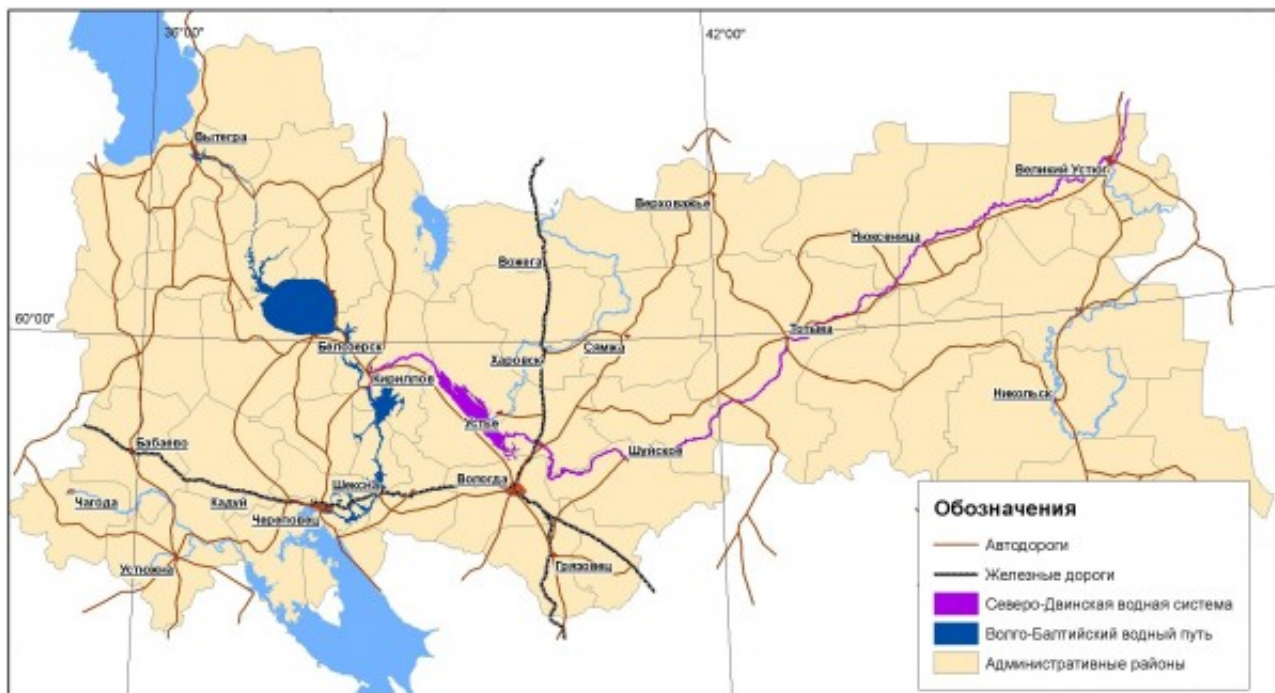 36°00"
42°00"
Вытегра
Великий Устюг
Верховажье
Нюксеница
Вожега
60°00"
Тотьма
Белозерск
Харовск
Сямжа
Кириллов
Никольск
Устье
Бабаево
Шуйское
Шексна
Вологда
Чагода
Кадуй
Череповец
Обозначения
Автодороги
Устюжна
Грязовец
Железные дороги
Северо-Двинская водная система
Волго-Балтийский водный путь
Административные районы